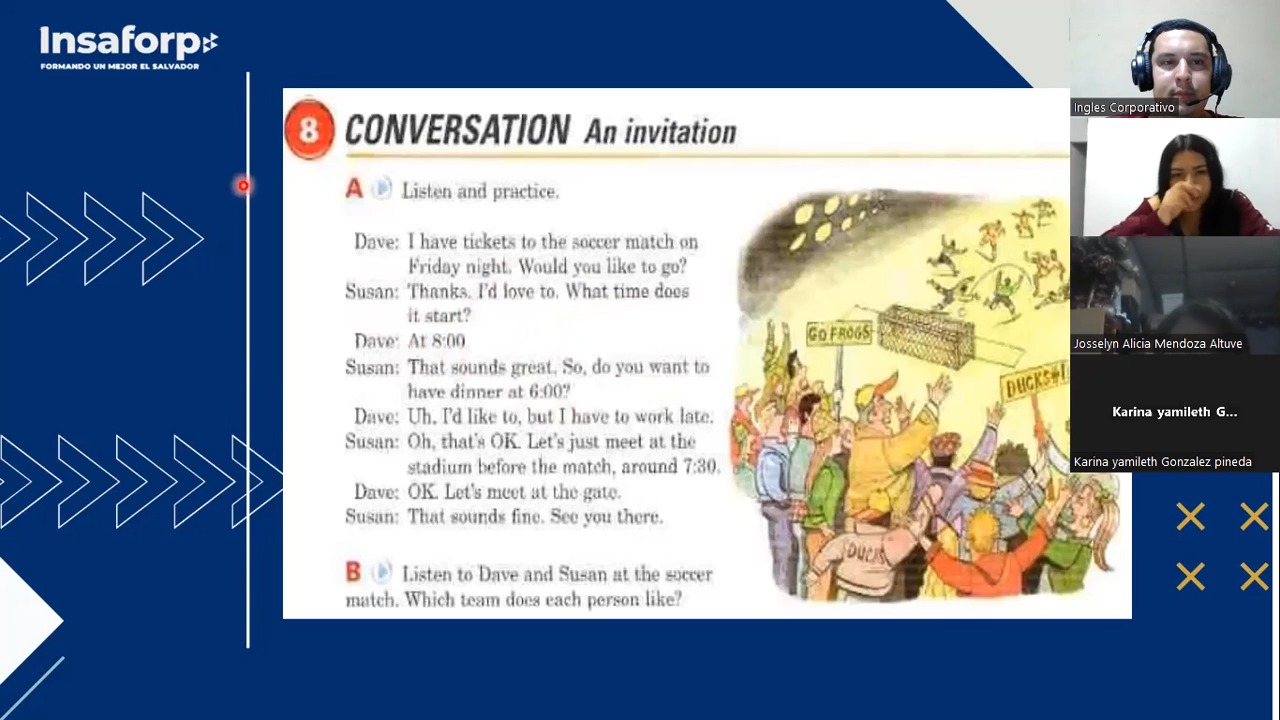 Insaforp
FORMANDO UN MEJOR EL SALVADOR
8 CONVERSATION An invitation
A Listen and practice.
Dave: I have tickets to the soccer match on
Friday night. Would you like to go?
Susan: Thanks. I'd love to. What time does
it start?
Dave: At 8:00
Susan: That sounds great. So, do you want to
have dinner at 6:00?
Dave: Uh, I'd like to, but I have to work late.
Susan: Oh, that's OK. Let's just meet at the
stadium before the match, around 7:30.
Dave: OK. Let's meet at the gate.
Susan: That sounds fine. See you there.
B Listen to Dave and Susan at the soccer
match. Which team does each person like?
GO FROGS
DUCKS #1
DUCKS
Ingles Corporativo
Josselyn Alicia Mendoza Altuve
Karina yamileth G...
Karina yamileth Gonzalez pineda